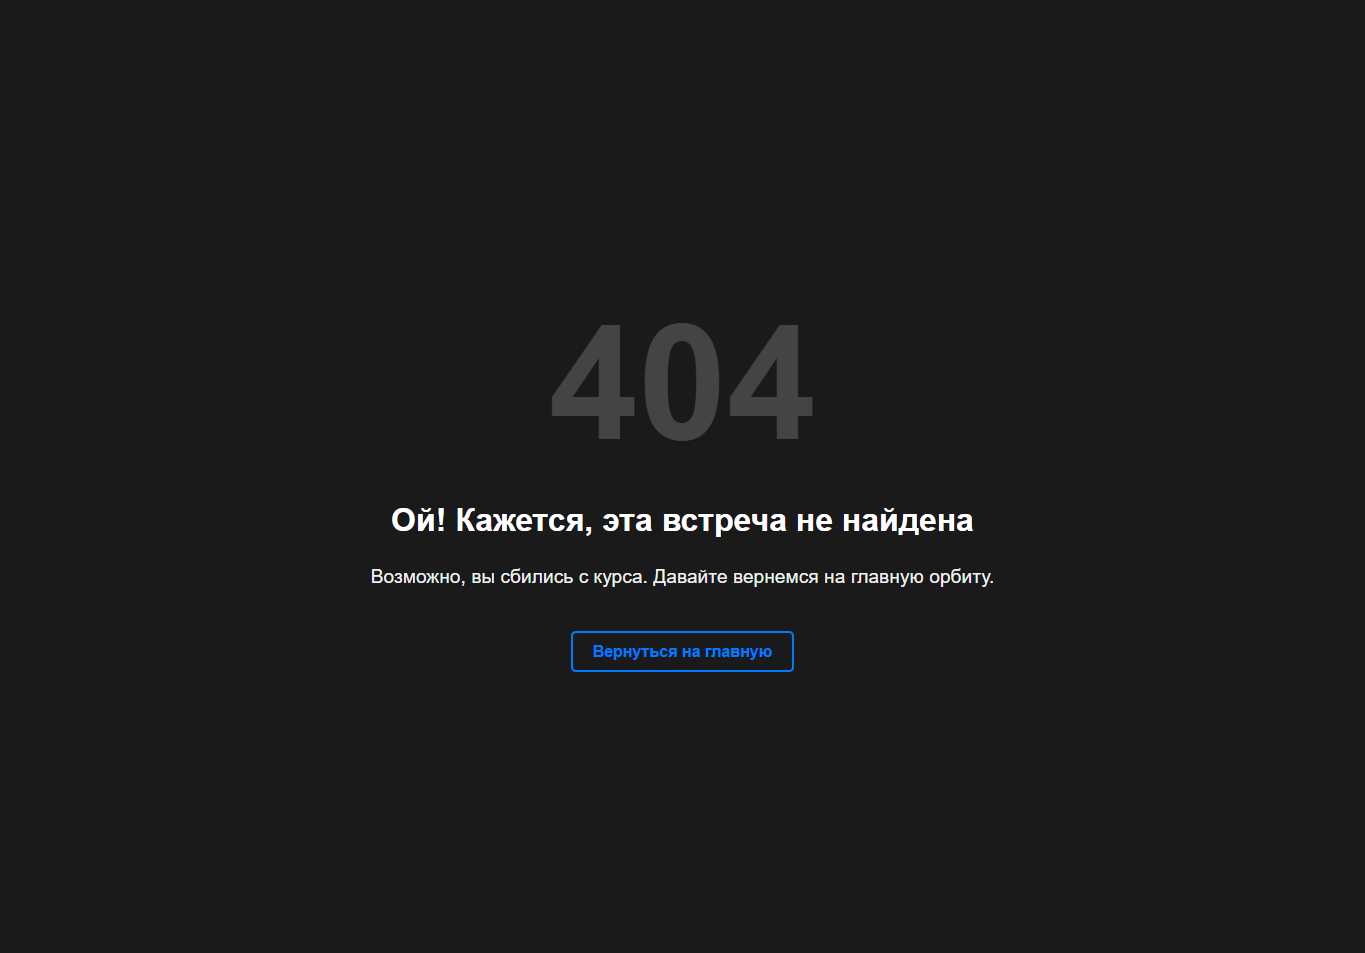 404
Ой! Кажется, эта встреча не найдена
Возможно, вы сбились с курса. Давайте вернемся на главную орбиту.
Вернуться на главную